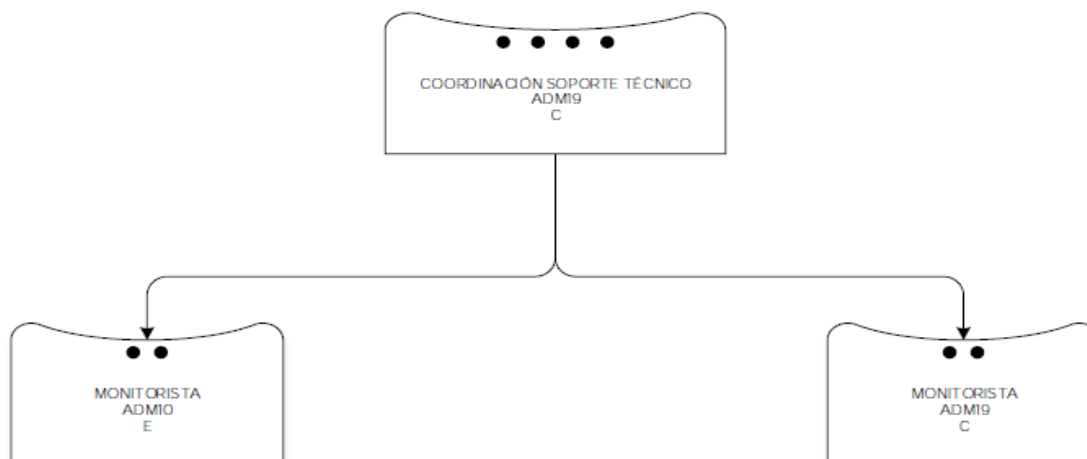 COORDINACIÓN SOPORTE TÉCNICO
ADM19
C
MONITORISTA
ADM10
E
MONITORISTA
ADM19
C